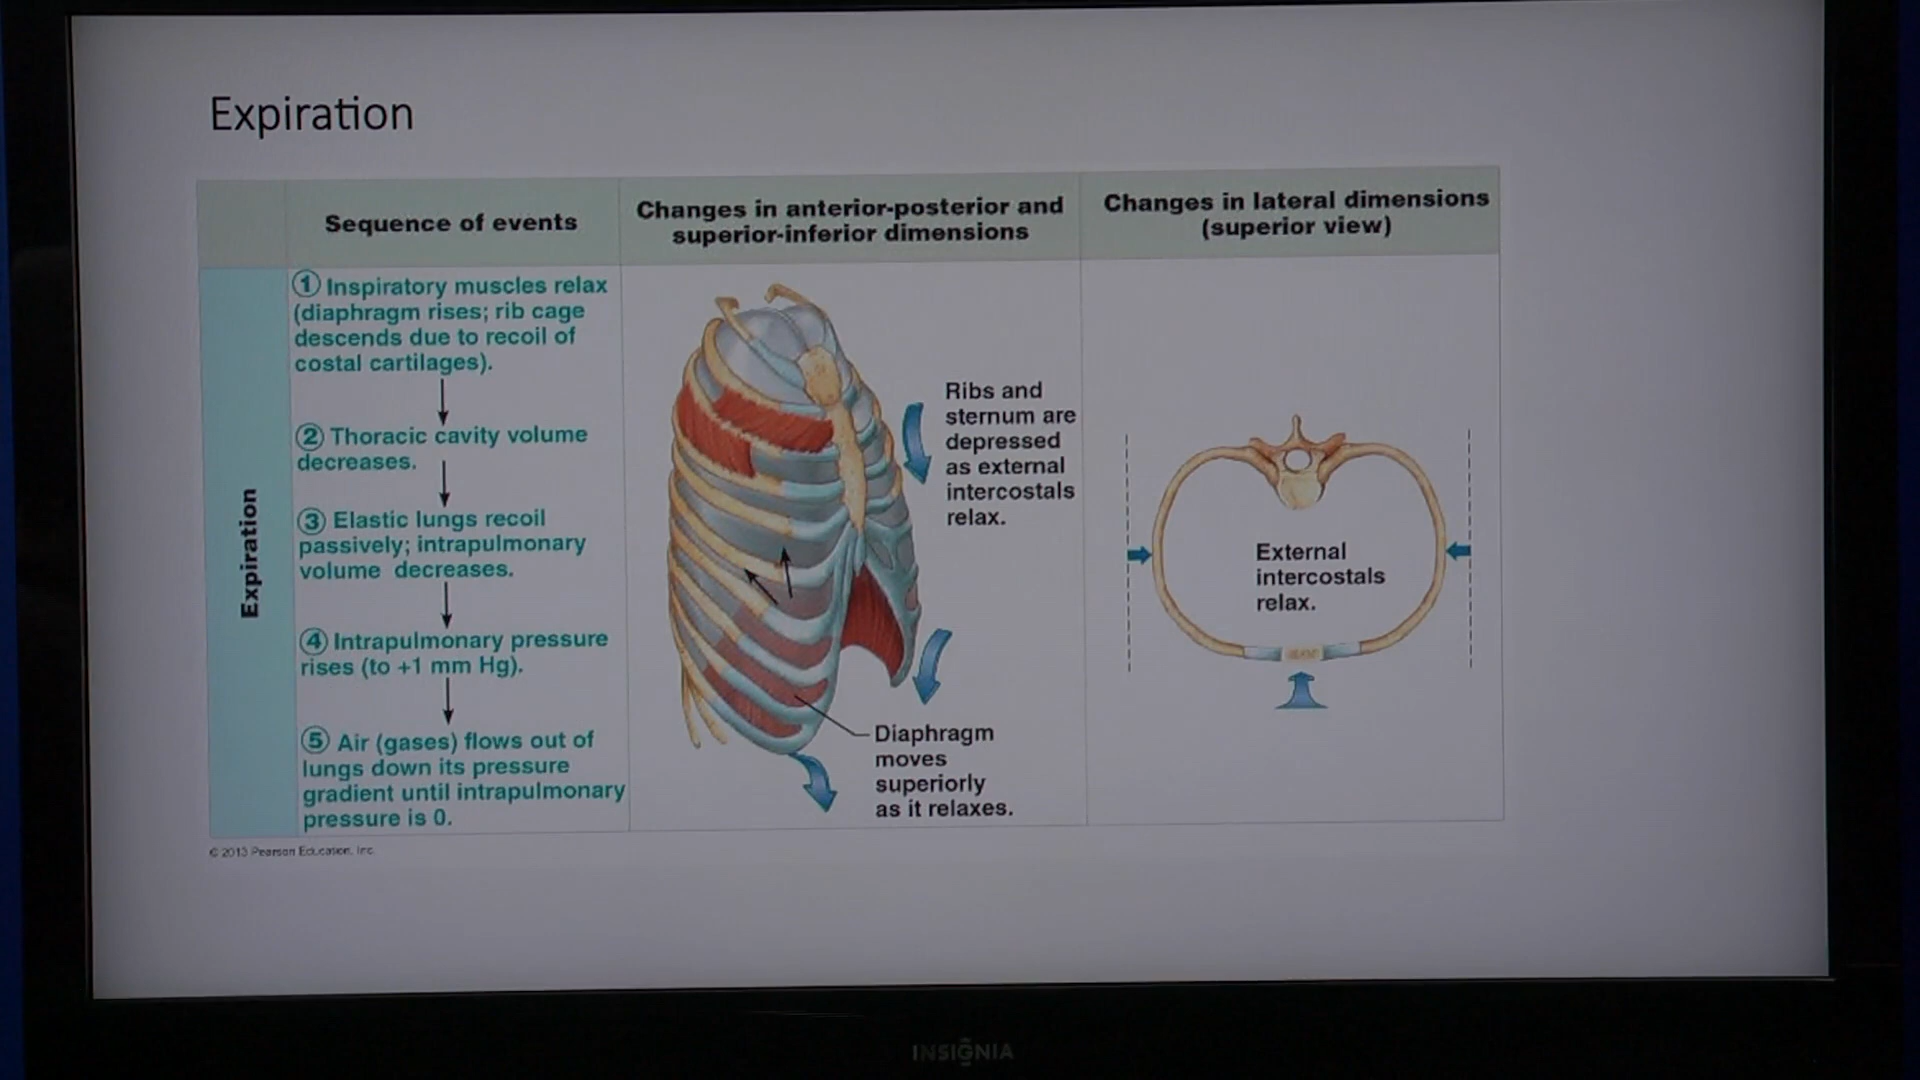 Expiration
Sequence of events
Changes in anterior-posterior and
superior-inferior dimensions
Changes in lateral dimensions
(superior view)
Expiration
① Inspiratory muscles relax
(diaphragm rises; rib cage
descends due to recoil of
costal cartilages).
② Thoracic cavity volume
decreases.
③ Elastic lungs recoil
passively; intrapulmonary
volume decreases.
④ Intrapulmonary pressure
rises (to +1 mm Hg).
⑤ Air (gases) flows out of
lungs down its pressure
gradient until intrapulmonary
pressure is 0.
Ribs and
sternum are
depressed
as external
intercostals
relax.
Diaphragm
moves
superiorly
as it relaxes.
External
intercostals
relax.
© 2013 Pearson Education, Inc.
INSIGNIA